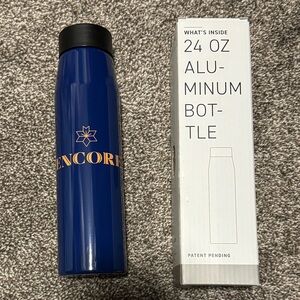 ENCORE
WHAT'S INSIDE
24 OZ
ALU-
MINUM
BOT-
TLE
PATENT PENDING